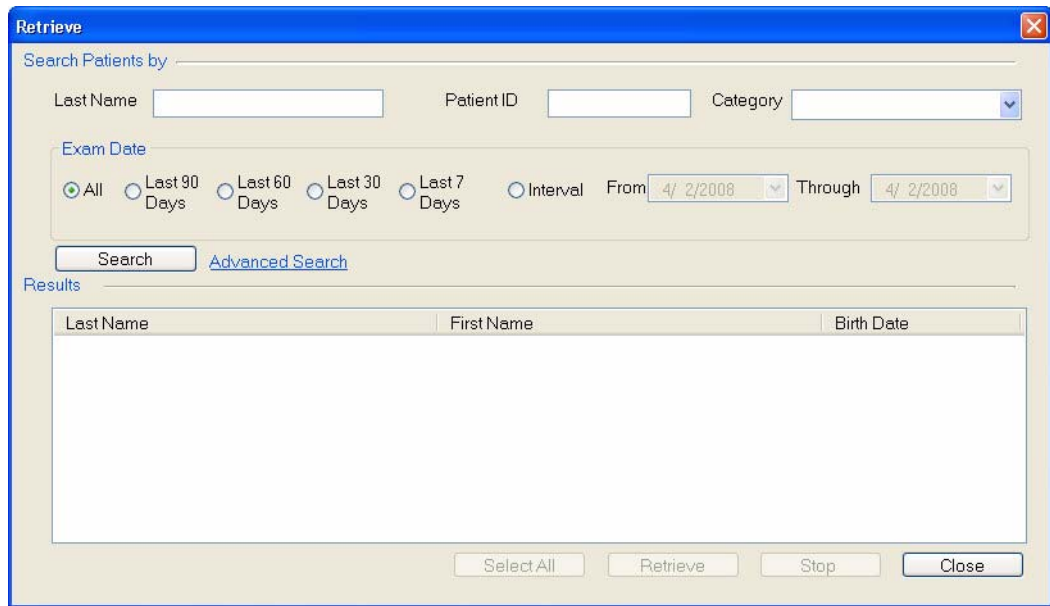 Retrieve
Search Patients by
Last Name
Patient ID
Category
Exam Date
All
Last 90
Days
Last 60
Days
Last 30
Days
Last 7
Days
Interval
From 4/ 2/2008
Through 4/ 2/2008
Search
Advanced Search
Results
Last Name First Name Birth Date
Select All Retrieve Stop Close